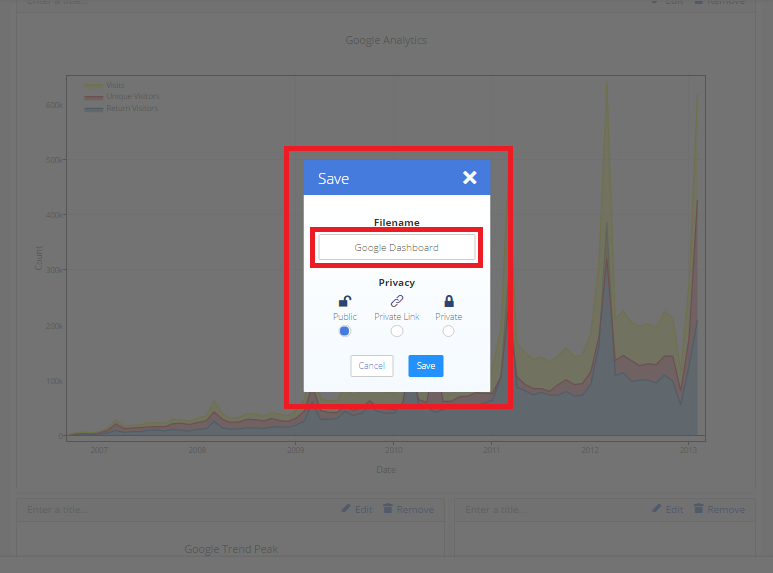 Enter a title... Edit Remove
Google Analytics
Visits
Unique Visitors
Return Visitors
600k
500k
400k
300k
200k
100k
0
Count
2007 2008 2009 2010 2011 2012 2013
Date
Save
Filename
Google Dashboard
Privacy
Public Private Link Private
Cancel Save
Enter a title... Edit Remove
Enter a title... Edit Remove
Google Trend Peak